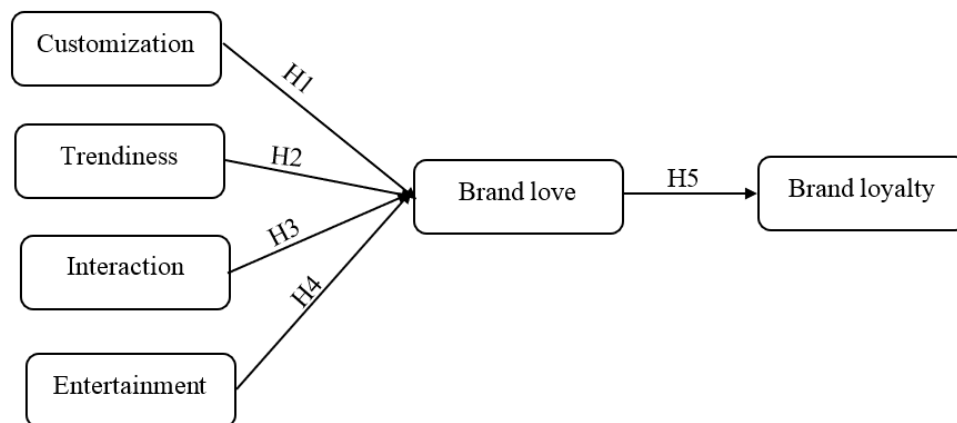 Customization
H1
Trendiness
H2
Brand love
H5
Brand loyalty
Interaction
H3
H4
Entertainment